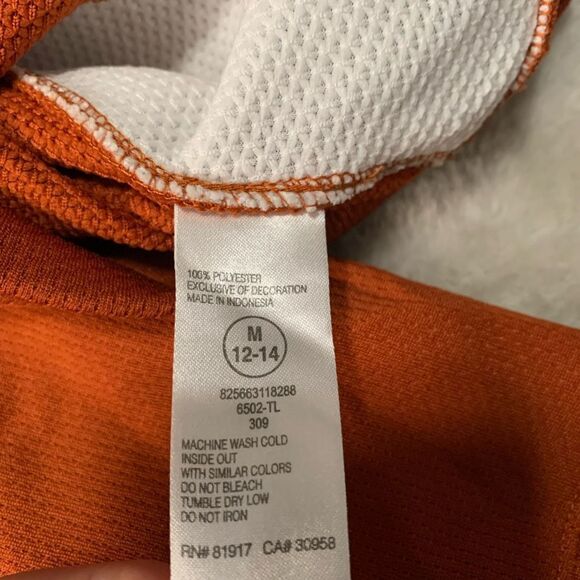 100% POLYESTER
EXCLUSIVE OF DECORATION
MADE IN INDONESIA
M
12-14
825663118288
6502-TL
309
MACHINE WASH COLD
INSIDE OUT
WITH SIMILAR COLORS
DO NOT BLEACH
TUMBLE DRY LOW
DO NOT IRON
RN# 81917 CA# 30958